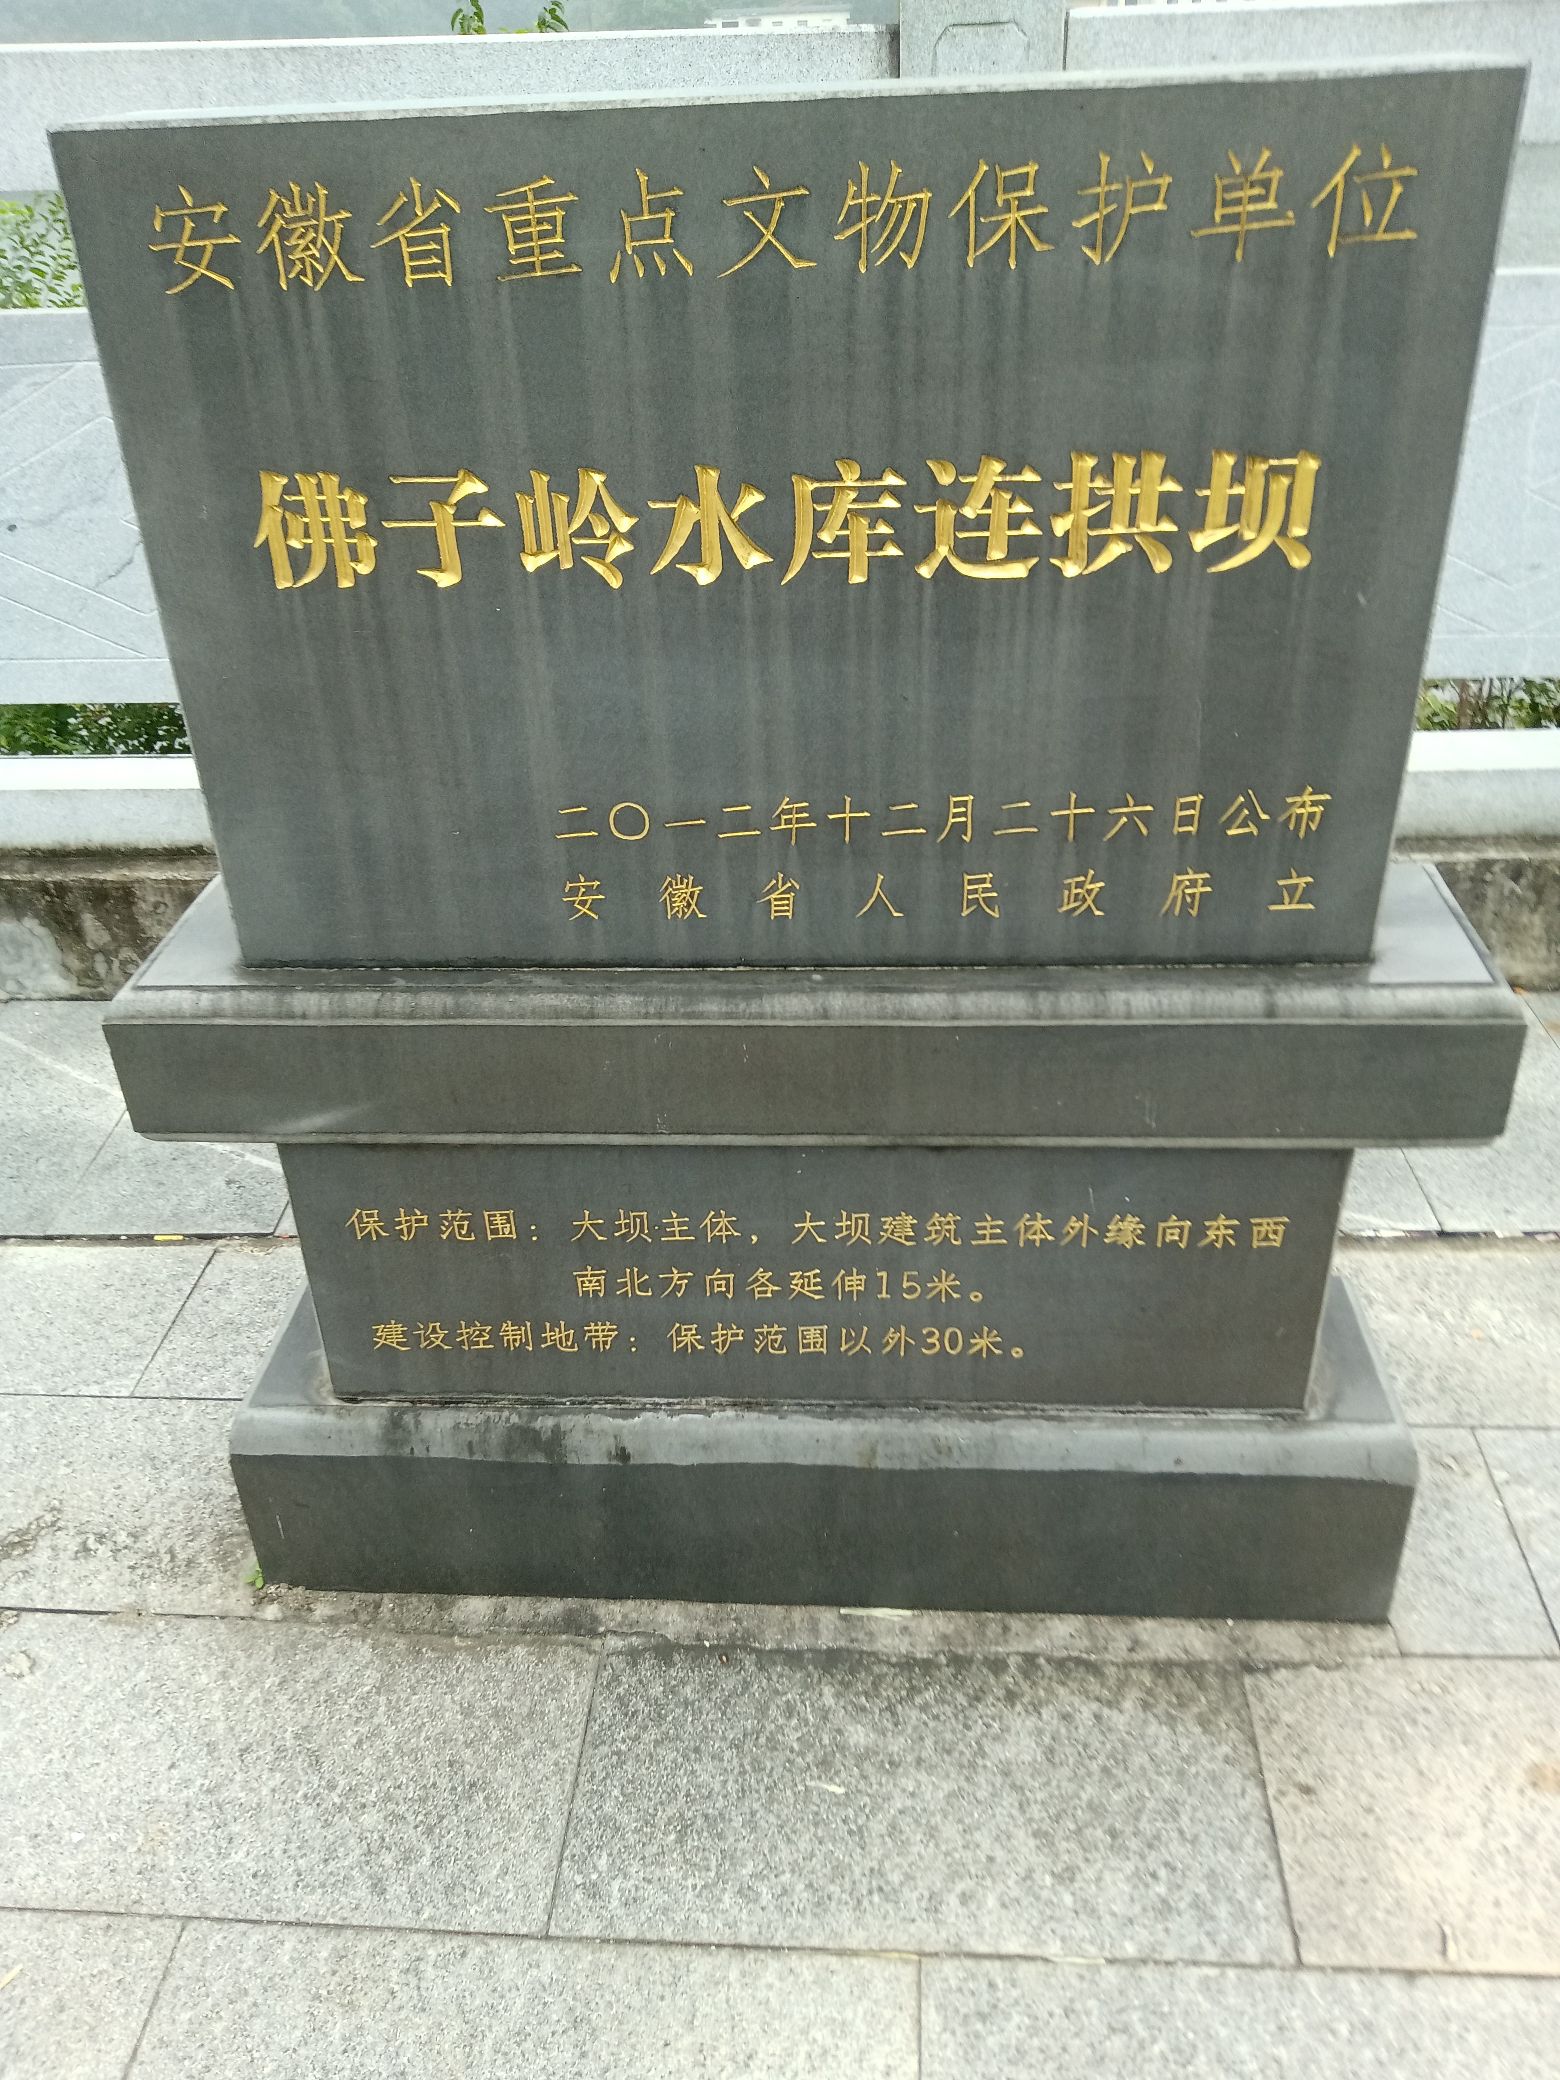 安徽省重点文物保护单位
佛子岭水库连拱坝
二〇一二年十二月二十六日公布
安徽省人民政府立
保护范围：大坝主体，大坝建筑主体外缘向东西
南北方向各延伸15米。
建设控制地带：保护范围以外30米。